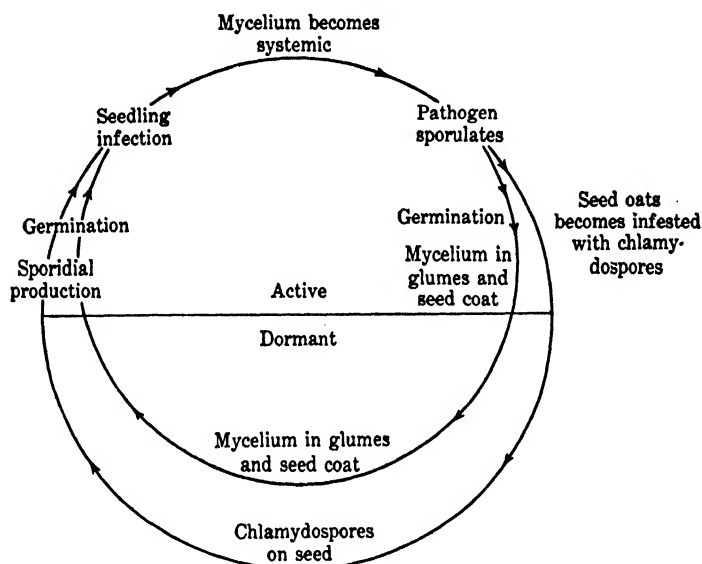 Mycelium becomes
systemic
Seedling
infection
Pathogen
sporulates
Germination
Sporidial
production
Germination
Mycelium in
glumes and
seed coat
Seed oats
becomes infested
with chlamy-
dospores
Active
Dormant
Mycelium in glumes
and seed coat
Chlamydospores
on seed